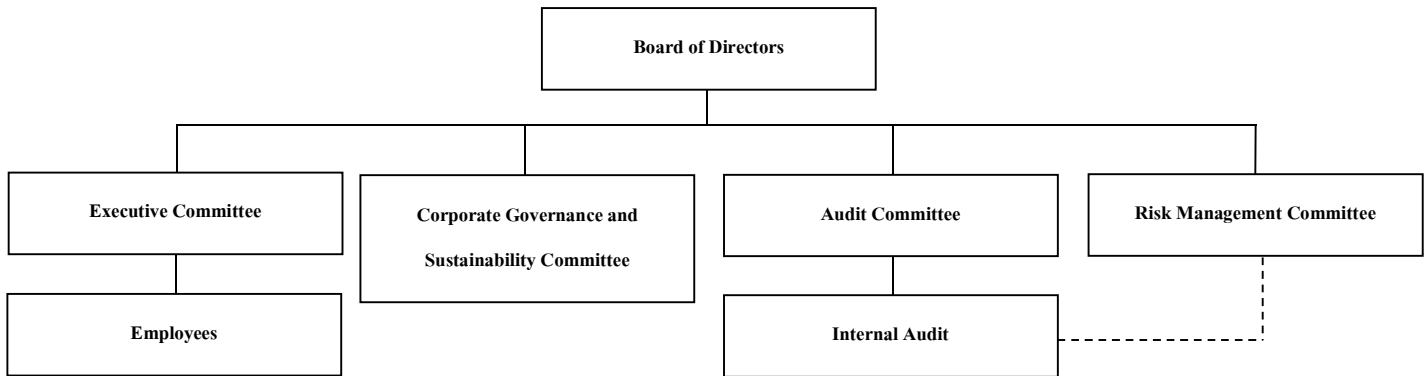 Board of Directors
Executive Committee
Corporate Governance and
Sustainability Committee
Audit Committee
Risk Management Committee
Employees
Internal Audit